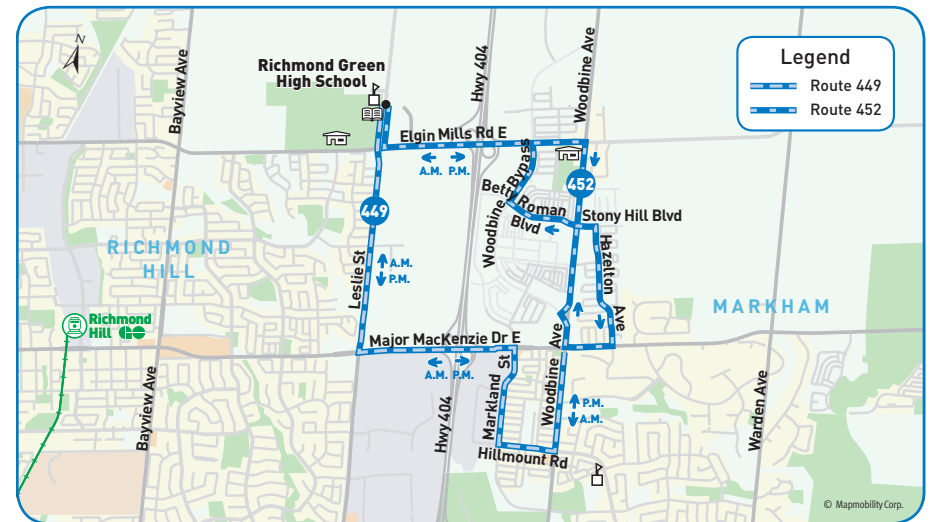 N
Richmond Green
High School
Bayview Ave
Hwy 404
Woodbine Ave
Legend
Route 449
Route 452
Elgin Mills Rd E
A.M. P.M.
Woodbine Bypass
452
449
Betty Roman
Blvd
Stony Hill Blvd
RICHMOND
HILL
Leslie St
A.M.
P.M.
Hazelton
Ave
MARKHAM
Richmond
Hill GO
Major MacKenzie Dr E
A.M. P.M.
Bayview Ave
Hwy 404
Markland
St
Woodbine Ave
P.M.
A.M.
Warden Ave
Hillmount Rd
© Mapmobility Corp.